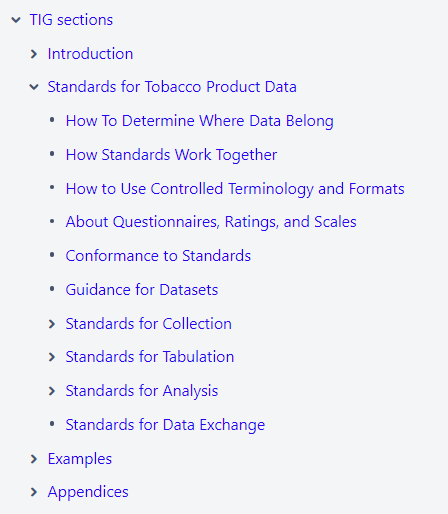 TIG sections
Introduction
Standards for Tobacco Product Data
How To Determine Where Data Belong
How Standards Work Together
How to Use Controlled Terminology and Formats
About Questionnaires, Ratings, and Scales
Conformance to Standards
Guidance for Datasets
Standards for Collection
Standards for Tabulation
Standards for Analysis
Standards for Data Exchange
Examples
Appendices